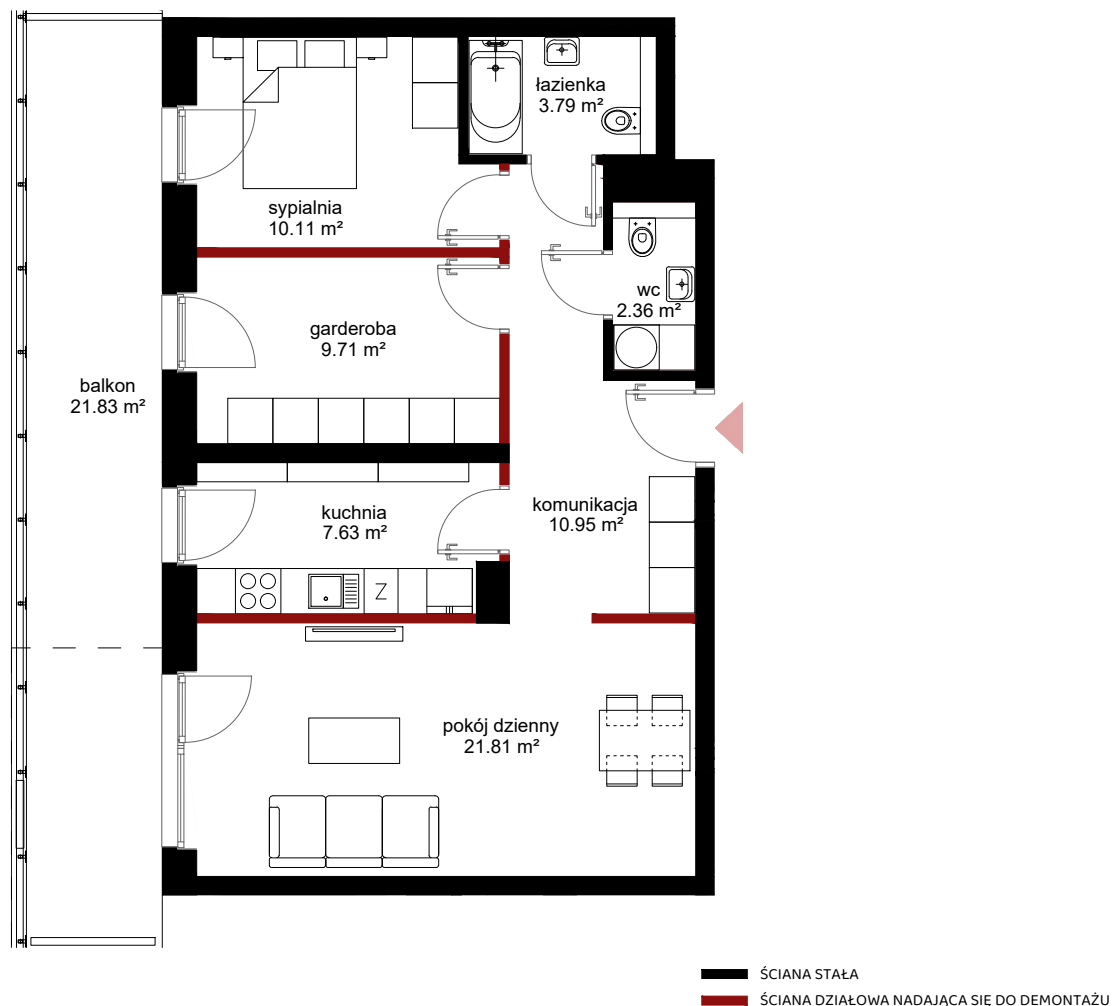 łazienka
3.79 m²
sypialnia
10.11 m²
wc
2.36 m²
garderoba
9.71 m²
balkon
21.83 m²
kuchnia
7.63 m²
komunikacja
10.95 m²
Z
pokój dzienny
21.81 m²
ŚCIANA STAŁA
ŚCIANA DZIAŁOWA NADAJĄCA SIĘ DO DEMONTAŻU